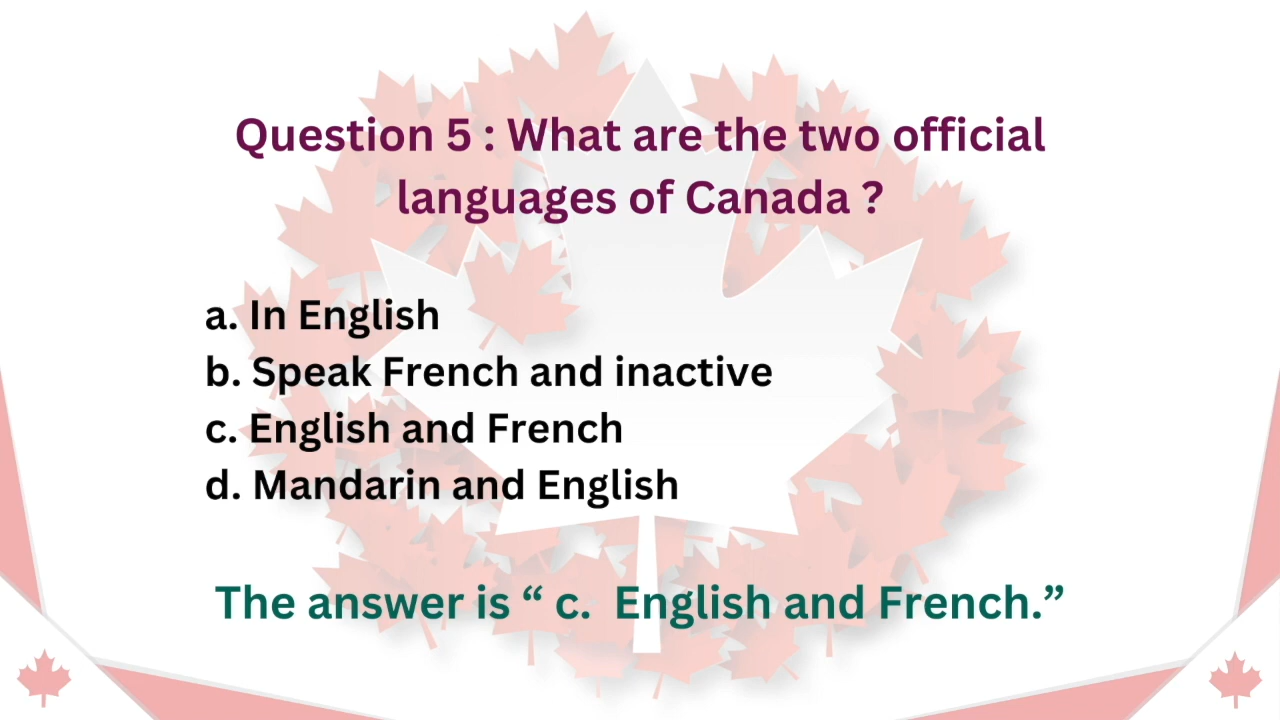 Question 5 : What are the two official
languages of Canada ?
a. In English
b. Speak French and inactive
c. English and French
d. Mandarin and English
The answer is “ c.  English and French.”